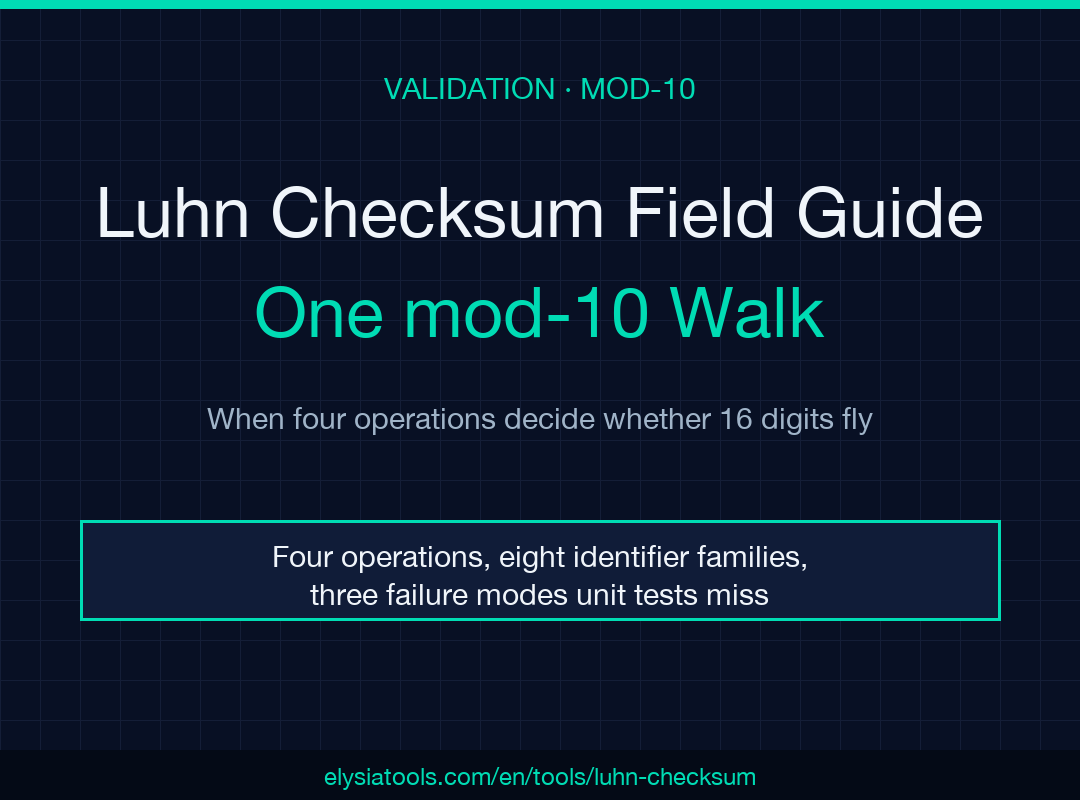 VALIDATION · MOD-10
Luhn Checksum Field Guide
One mod-10 Walk
When four operations decide whether 16 digits fly
Four operations, eight identifier families,
three failure modes unit tests miss
elysiatools.com/en/tools/luhn-checksum